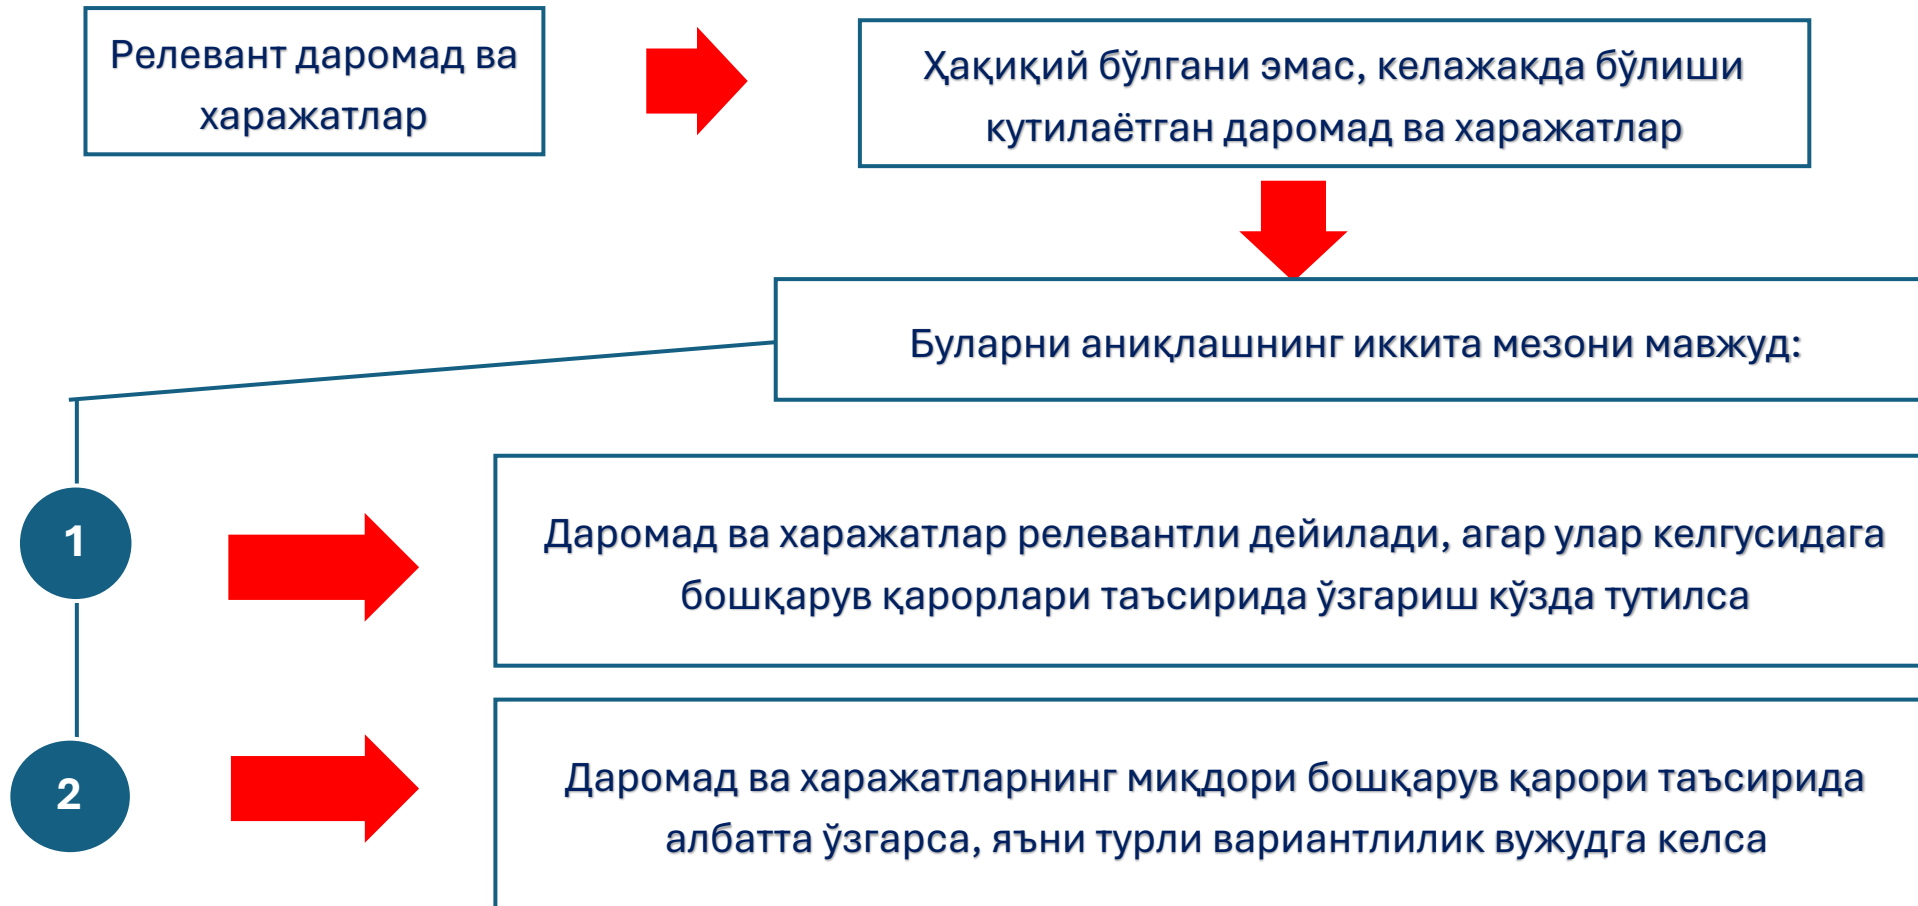 Релевант даромад ва
харажатлар
Ҳақиқий бўлгани эмас, келажакда бўлиши
кутилаётган даромад ва харажатлар
Буларни аниқлашнинг иккита мезони мавжуд:
1
Даромад ва харажатлар релевантли дейилади, агар улар келгусидага
бошқарув қарорлари таъсирида ўзгариш кўзда тутилса
2
Даромад ва харажатларнинг миқдори бошқарув қарори таъсирида
албатта ўзгарса, яъни турли вариантлилик вужудга келса